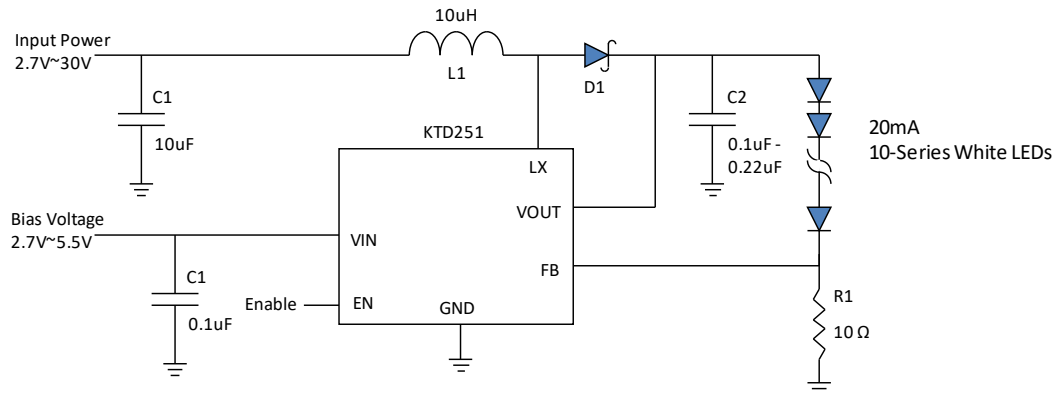 10uH
Input Power
2.7V~30V
L1
D1
C1
10uF
KTD251
C2
0.1uF -
0.22uF
20mA
10-Series White LEDs
LX
VOUT
Bias Voltage
2.7V~5.5V
VIN
FB
C1
0.1uF
Enable
EN
GND
R1
10 Ω